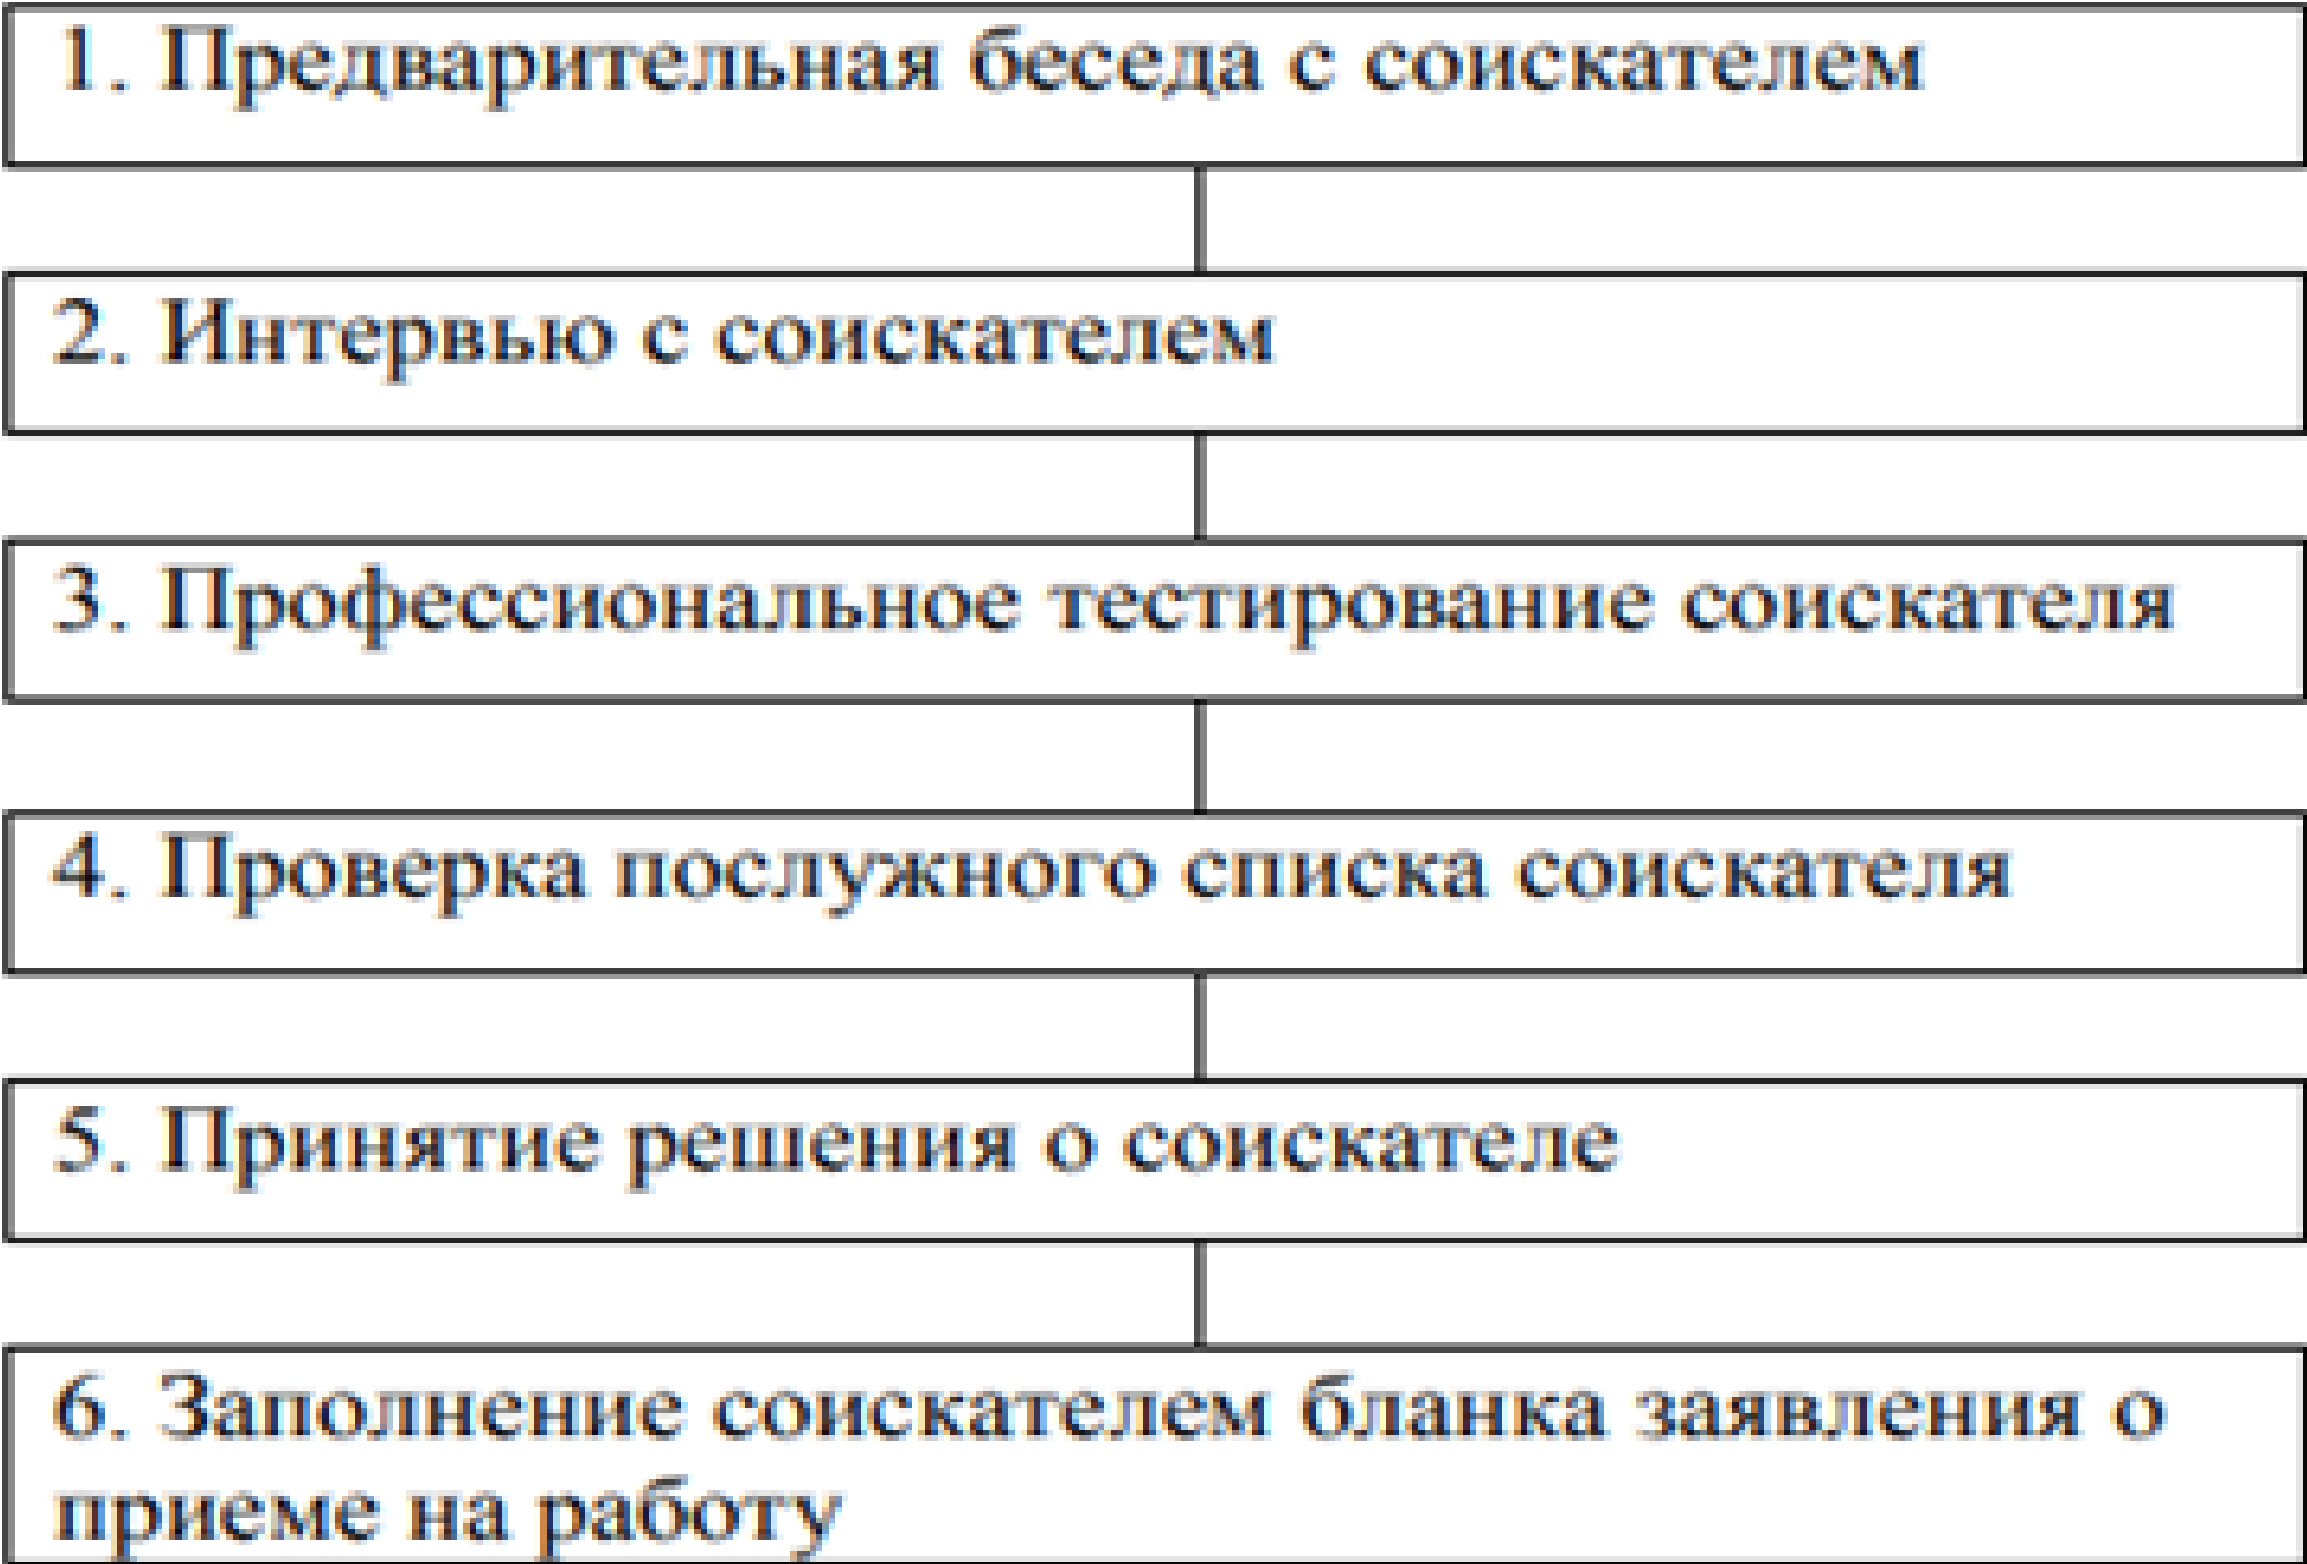 1. Предварительная беседа с соискателем
2. Интервью с соискателем
3. Профессиональное тестирование соискателя
4. Проверка послужного списка соискателя
5. Принятие решения о соискателе
6. Заполнение соискателем бланка заявления о
приеме на работу